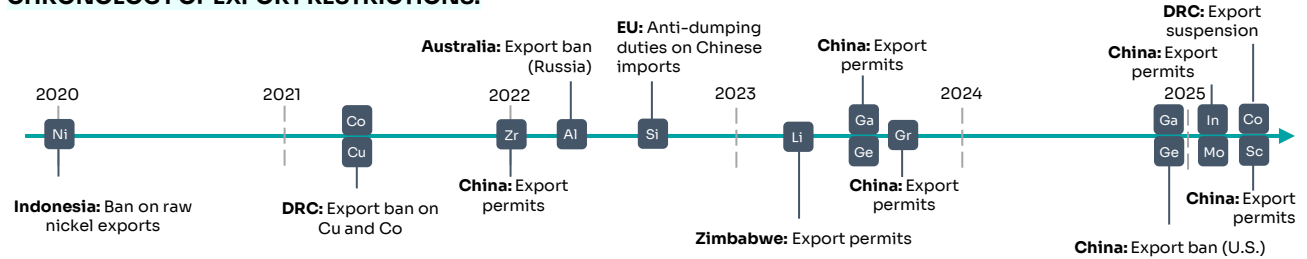 CHRONOLOGY OF EXPORT RESTRICTIONS.
DRC: Export
suspension
EU: Anti-dumping
duties on Chinese
imports
Australia: Export ban
(Russia)
China: Export
permits
China: Export
permits
2020
2021
2022
2023
2024
2025
Ni
Co
Cu
Zr
Al
Si
Li
Ga
Ge
Gr
Ga
Ge
In
Mo
Co
Sc
Indonesia: Ban on raw
nickel exports
DRC: Export ban on
Cu and Co
China: Export
permits
Zimbabwe: Export permits
China: Export
permits
China: Export
permits
China: Export ban (U.S.)